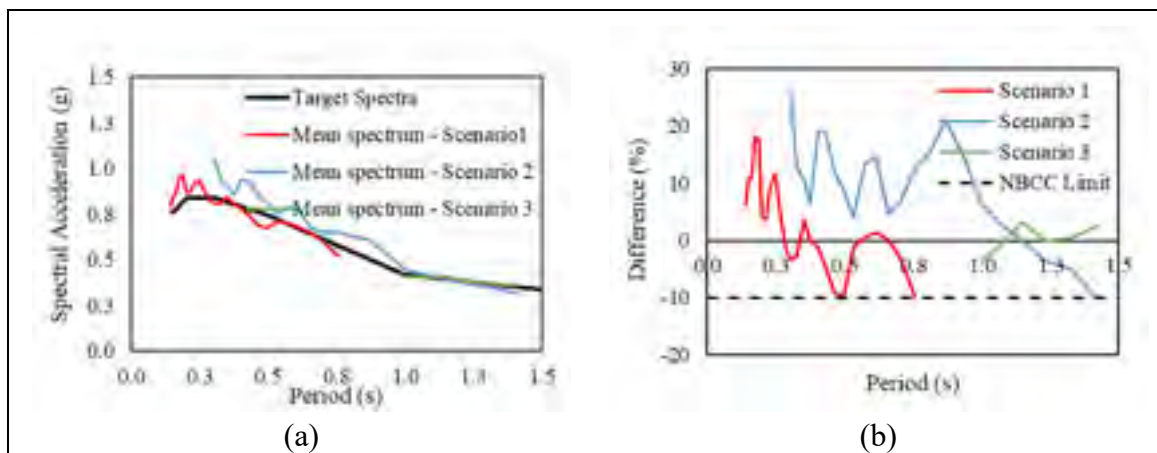 1.5
1.3
1.0
0.8
0.5
0.3
0.0
Spectral Acceleration (g)
Target Spectra
Mean spectrum - Scenario1
Mean spectrum - Scenario 2
Mean spectrum - Scenario 3
0.0 0.3 0.5 0.8 1.0 1.3 1.5
Period (s)
(a)
30
20
10
0
-10
-20
Difference (%)
Scenario 1
Scenario 2
Scenario 3
NBCC Limit
0.0 0.3 0.5 0.8 1.0 1.3 1.5
Period (s)
(b)